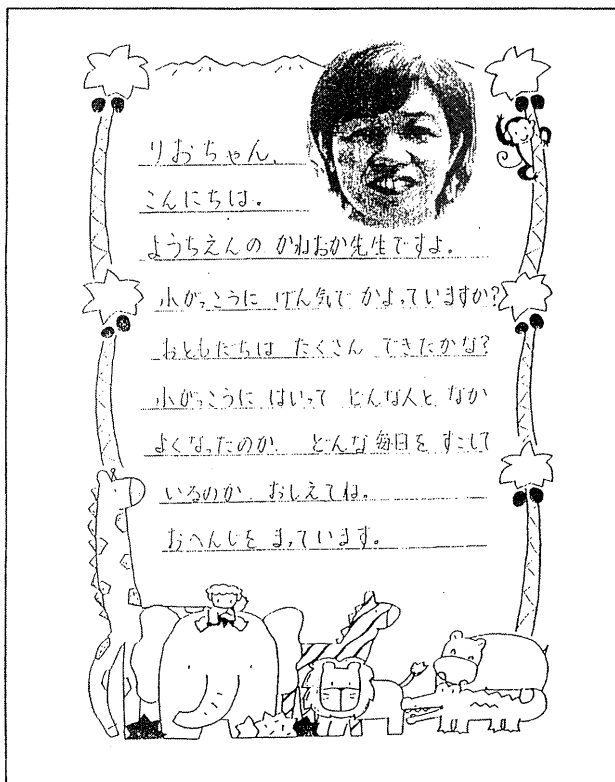 りおちゃん、
こんにちは。
ようちえんの かねおか先生ですよ。
小がっこうに げん気で かよっていますか?
おともだちは たくさん できたかな?
小がっこうに はいって どんな人と なか
よくなったのか、 どんな毎日を すごして
いるのか おしえてね。
おへんじを まっています。